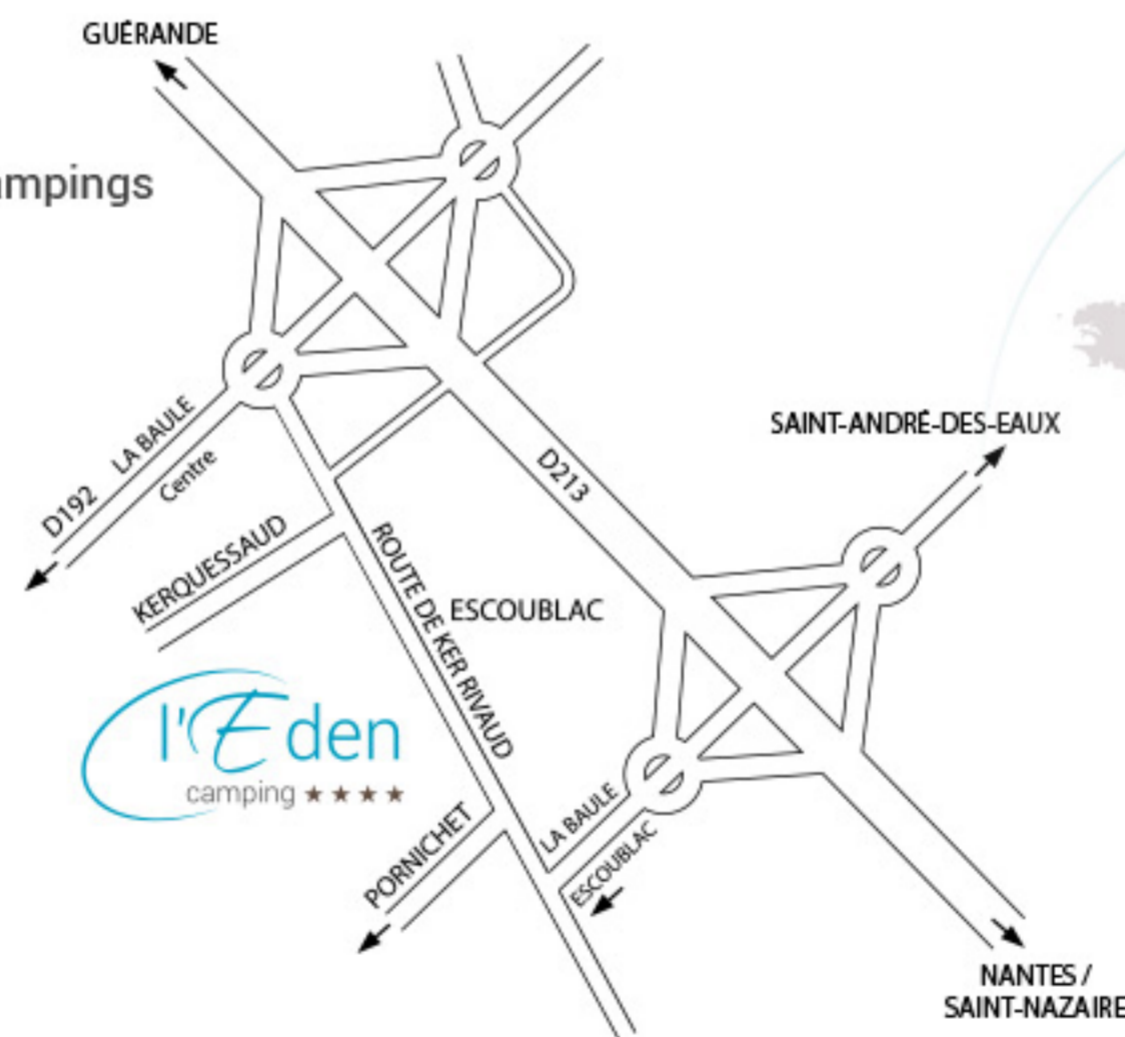 GUÉRANDE
ampings
SAINT-ANDRÉ-DES-EAUX
LA BAULE
D192
Centre
D213
KERQUESSAUD
ROUTE DE KER RIVAUD
ESCOUBLAC
l'Eden
camping ★★★★
LA BAULE
PORNICHET
ESCOUBLAC
NANTES /
SAINT-NAZAIRE